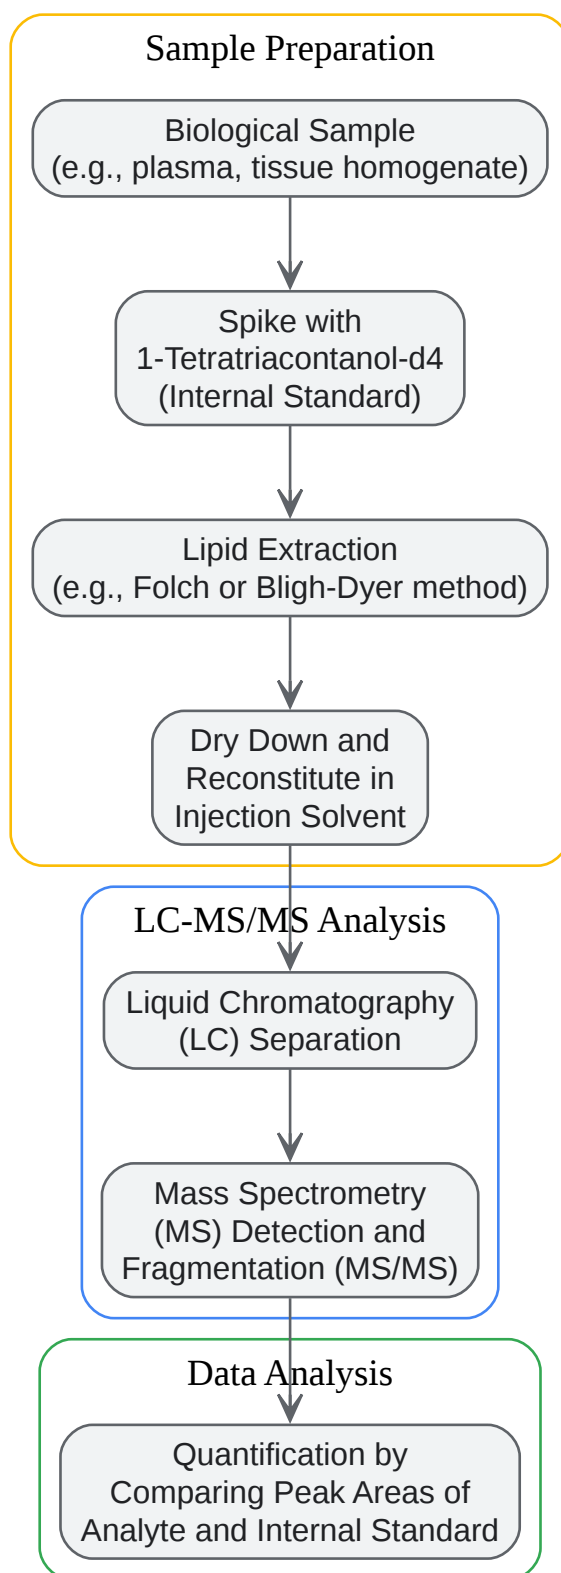 Sample Preparation
Biological Sample
(e.g., plasma, tissue homogenate)
Spike with
1-Tetratriacontanol-d4
(Internal Standard)
Lipid Extraction
(e.g., Folch or Bligh-Dyer method)
Dry Down and
Reconstitute in
Injection Solvent
LC-MS/MS Analysis
Liquid Chromatography
(LC) Separation
Mass Spectrometry
(MS) Detection and
Fragmentation (MS/MS)
Data Analysis
Quantification by
Comparing Peak Areas of
Analyte and Internal Standard